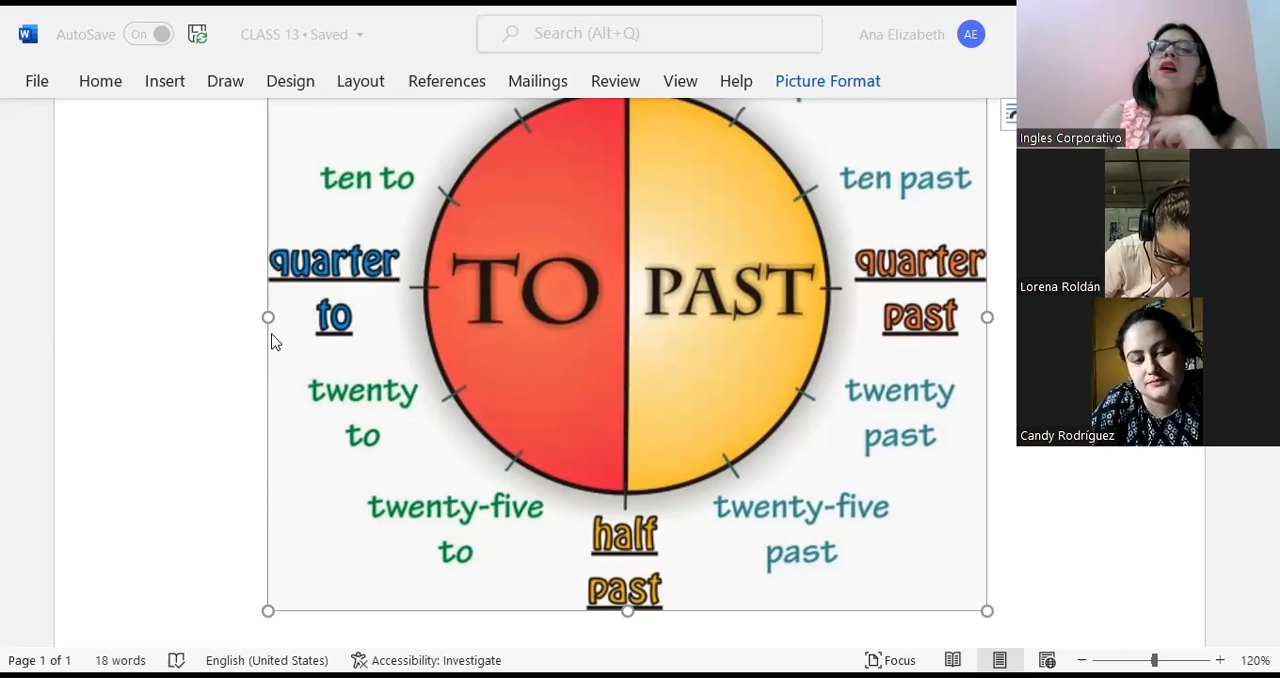 AutoSave On CLASS 13 • Saved Search (Alt+Q) Ana Elizabeth AE
File Home Insert Draw Design Layout References Mailings Review View Help Picture Format
ten to
ten past
quarter
to
TO PAST
quarter
past
twenty
to
twenty
past
twenty-five
to
half
past
twenty-five
past
Page 1 of 1 18 words English (United States) Accessibility: Investigate Focus 120%
Ingles Corporativo
Lorena Roldán
Candy Rodríguez